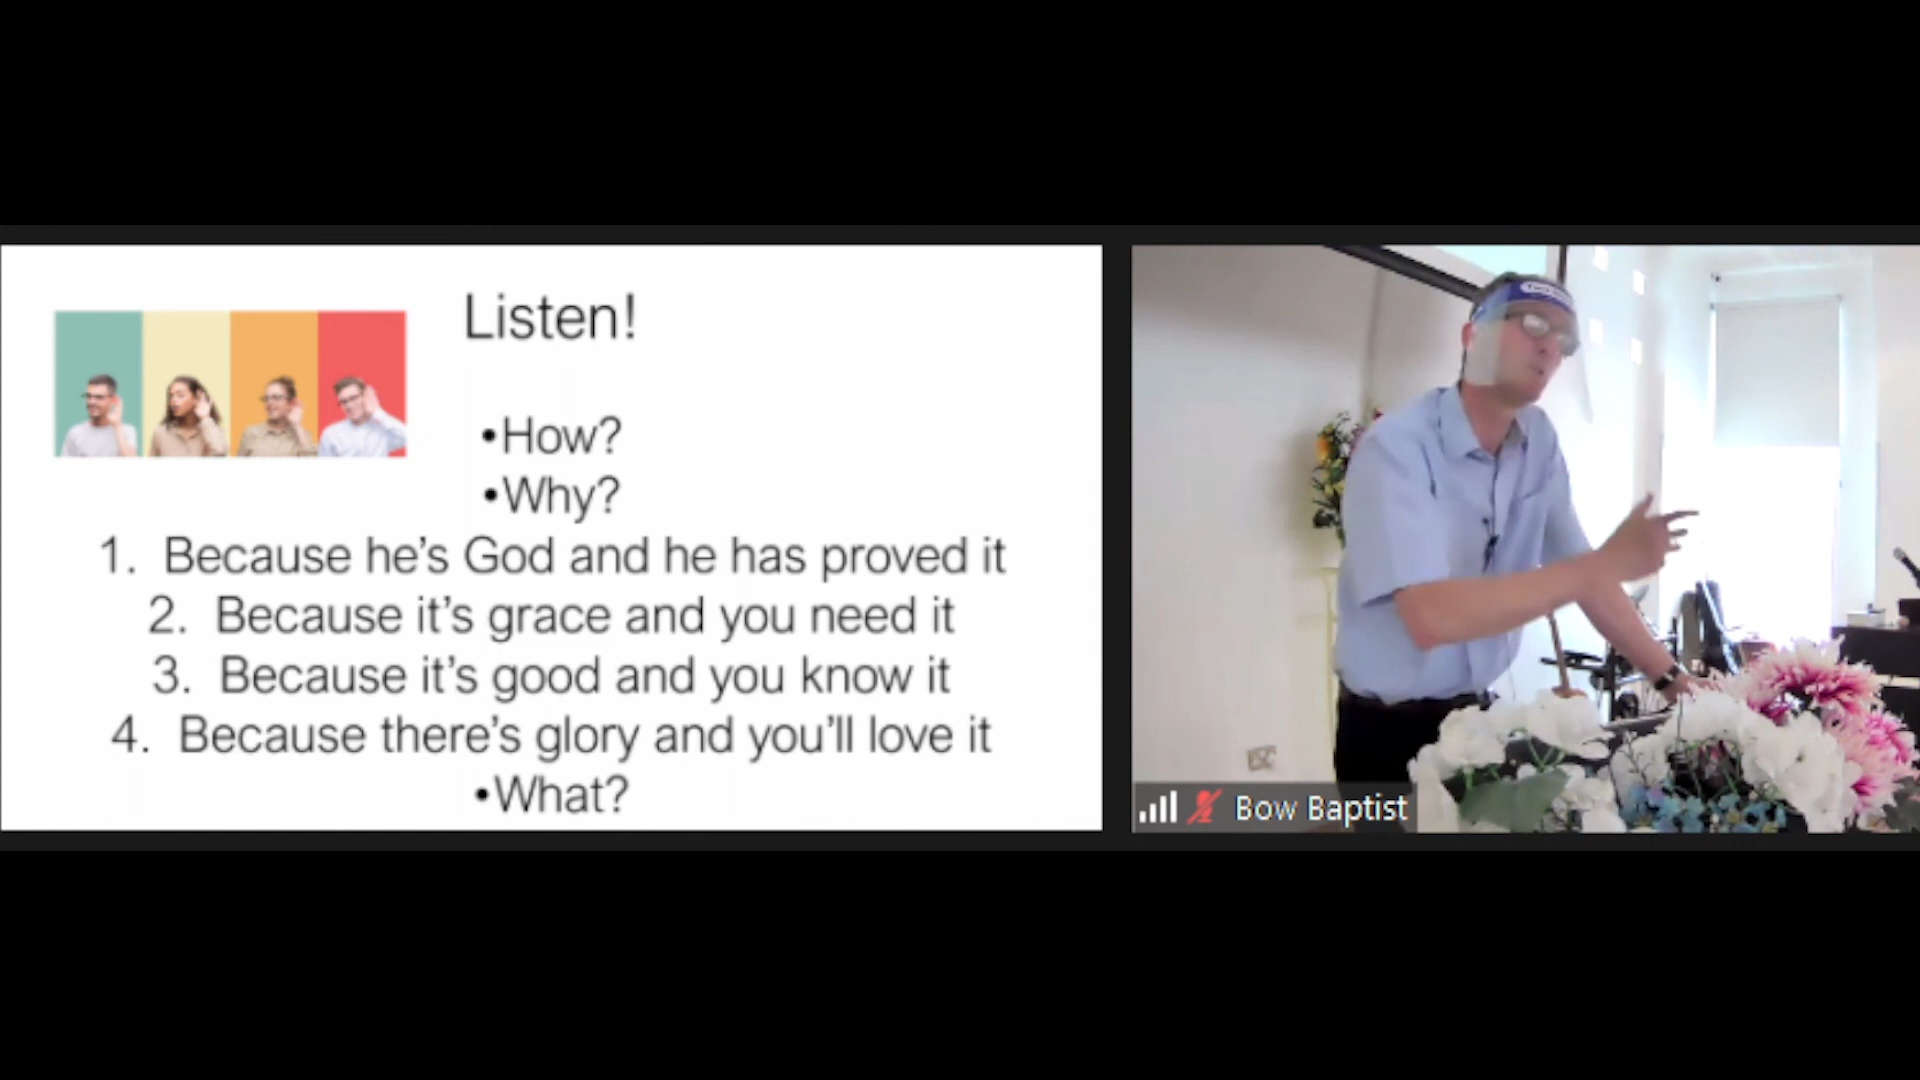 Listen!
•How?
•Why?
1. Because he's God and he has proved it
2. Because it's grace and you need it
3. Because it's good and you know it
4. Because there's glory and you'll love it
•What?
Bow Baptist